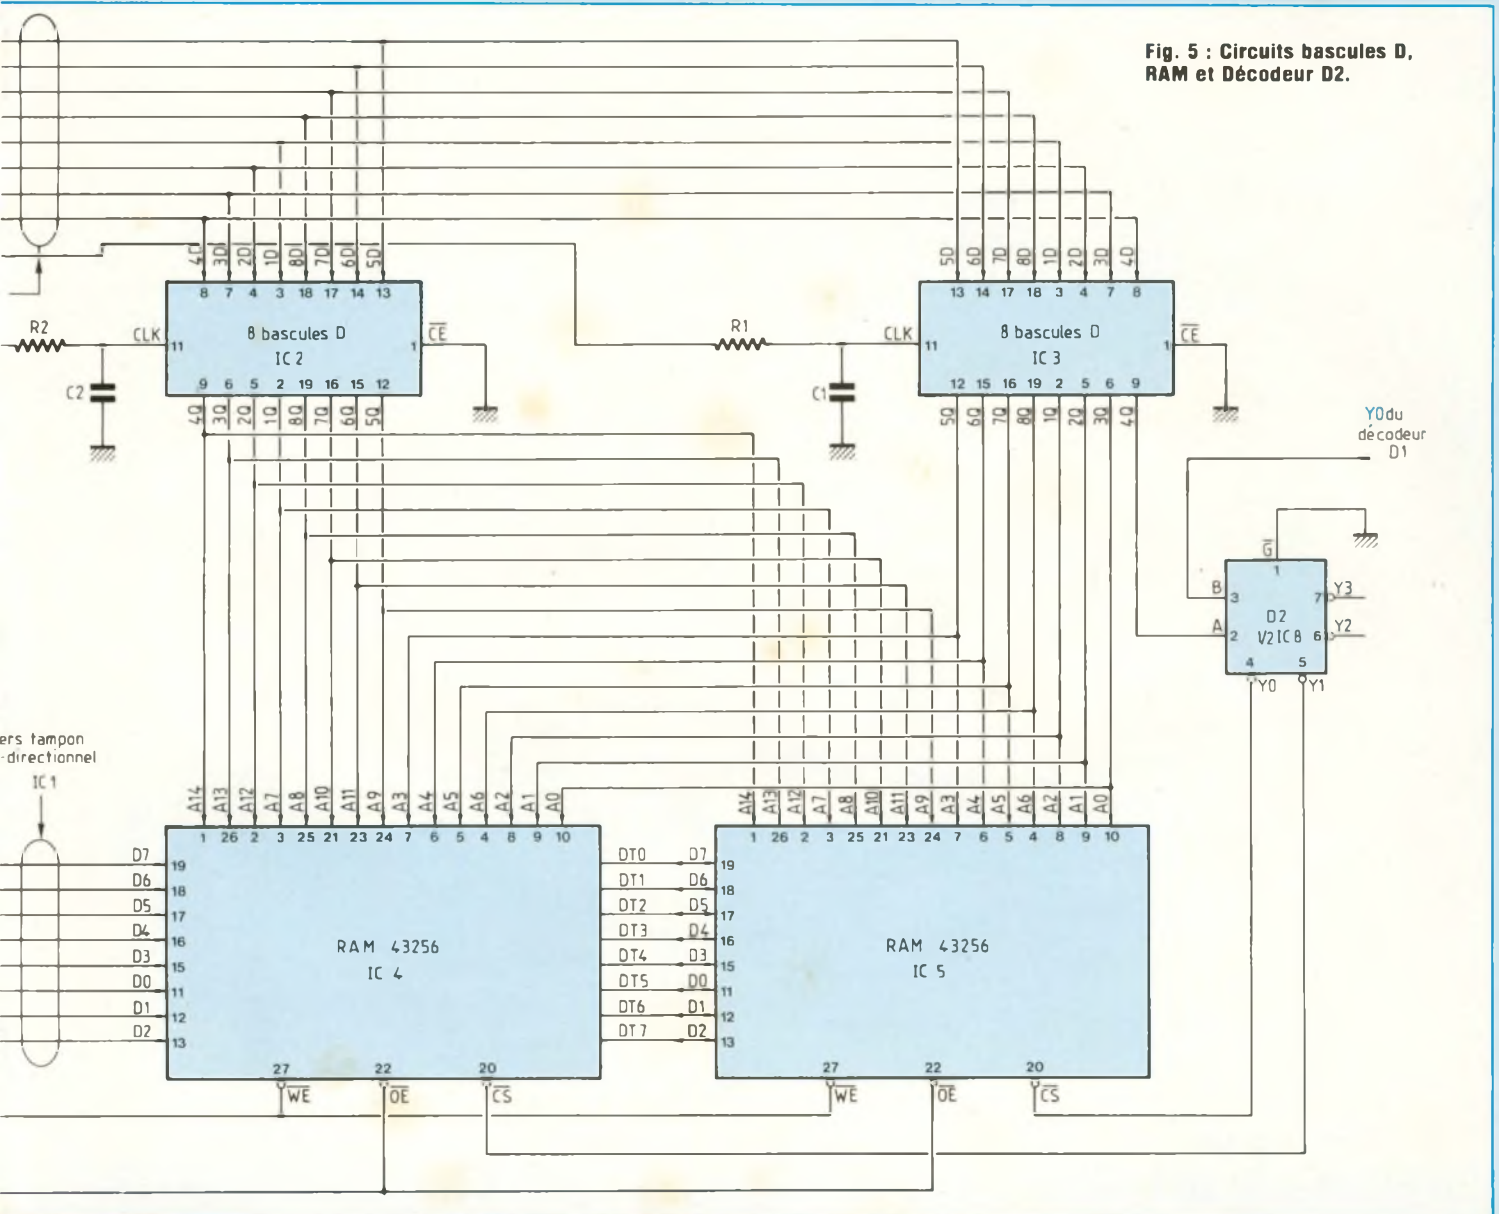 Fig. 5 : Circuits bascules D,
RAM et Décodeur D2.
4D 3D 2D 1D 8D 7D 6D 5D
5D 6D 7D 8D 1D 2D 3D 4D
8 7 4 3 18 17 14 13
13 14 17 18 3 4 7 8
R2
CLK
11
8 bascules D
IC 2
1
CE
R1
CLK
11
8 bascules D
IC 3
1
CE
C2
C1
9 6 5 2 19 16 15 12
12 15 16 19 2 5 6 9
4Q 3Q 2Q 1Q 8Q 7Q 6Q 5Q
5Q 6Q 7Q 8Q 1Q 2Q 3Q 4Q
Y0 du
décodeur
D1
G
1
B
3
D2
7
Y3
A
2
1/2 IC 8
6
Y2
4 5
Y0 Y1
ers tampon
-directionnel
IC 1
A14 A13 A12 A7 A8 A10 A11 A9 A3 A4 A5 A6 A2 A1 A0
A14 A13 A12 A7 A8 A10 A11 A9 A3 A4 A5 A6 A2 A1 A0
1 26 2 3 25 21 23 24 7 6 5 4 8 9 10
1 26 2 3 25 21 23 24 7 6 5 4 8 9 10
D7 19 DT0 D7 19
D6 18 DT1 D6 18
D5 17 DT2 D5 17
D4 16 DT3 D4 16
D3 15 DT4 D3 15
D0 11 DT5 D0 11
D1 12 DT6 D1 12
D2 13 DT7 D2 13
RAM 43256
IC 4
RAM 43256
IC 5
27 22 20
27 22 20
WE OE CS
WE OE CS